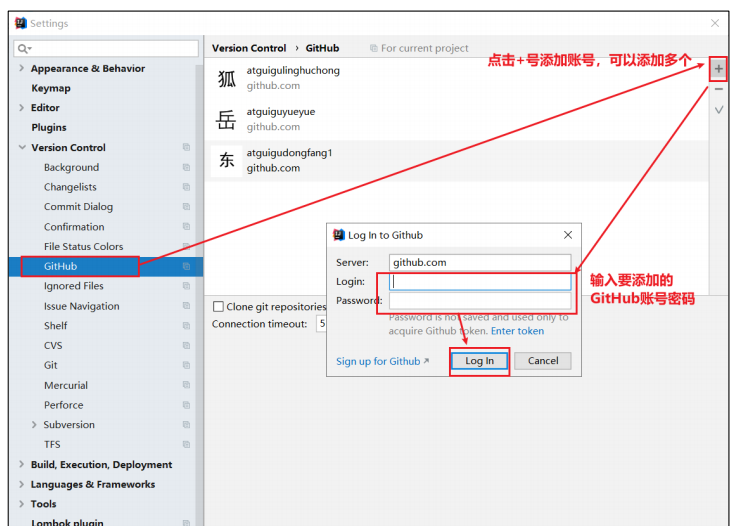 Settings
Version Control › GitHub For current project
点击+号添加账号，可以添加多个
Appearance & Behavior
Keymap
Editor
Plugins
Version Control
Background
Changelists
Commit Dialog
Confirmation
File Status Colors
GitHub
Ignored Files
Issue Navigation
Shelf
CVS
Git
Mercurial
Perforce
Subversion
TFS
Build, Execution, Deployment
Languages & Frameworks
Tools
Lombok plugin
狐
atguigulinghuchong
github.com
岳
atguiguyueyue
github.com
东
atguigudongfang1
github.com
Clone git repositories
Connection timeout: 5
Log In to Github
Server: github.com
Login:
Password:
Password is not saved and used only to
acquire Github token. Enter token
Sign up for Github Log In Cancel
输入要添加的
GitHub账号密码